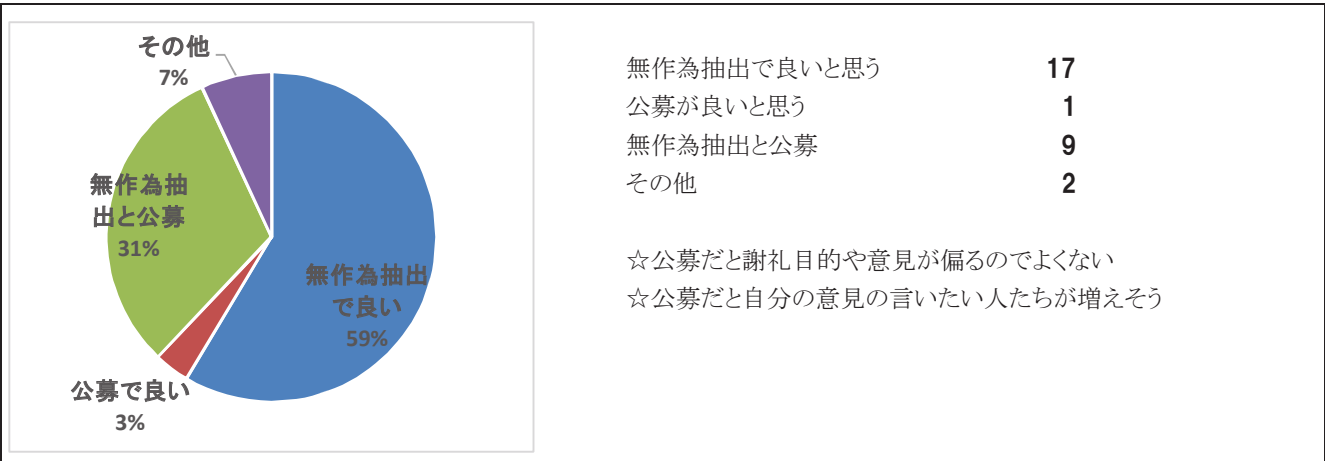 その他
7%
無作為抽
出と公募
31%
無作為抽出
で良い
59%
公募で良い
3%
無作為抽出で良いと思う 17
公募が良いと思う 1
無作為抽出と公募 9
その他 2
☆公募だと謝礼目的や意見が偏るのでよくない
☆公募だと自分の意見の言いたい人たちが増えそう